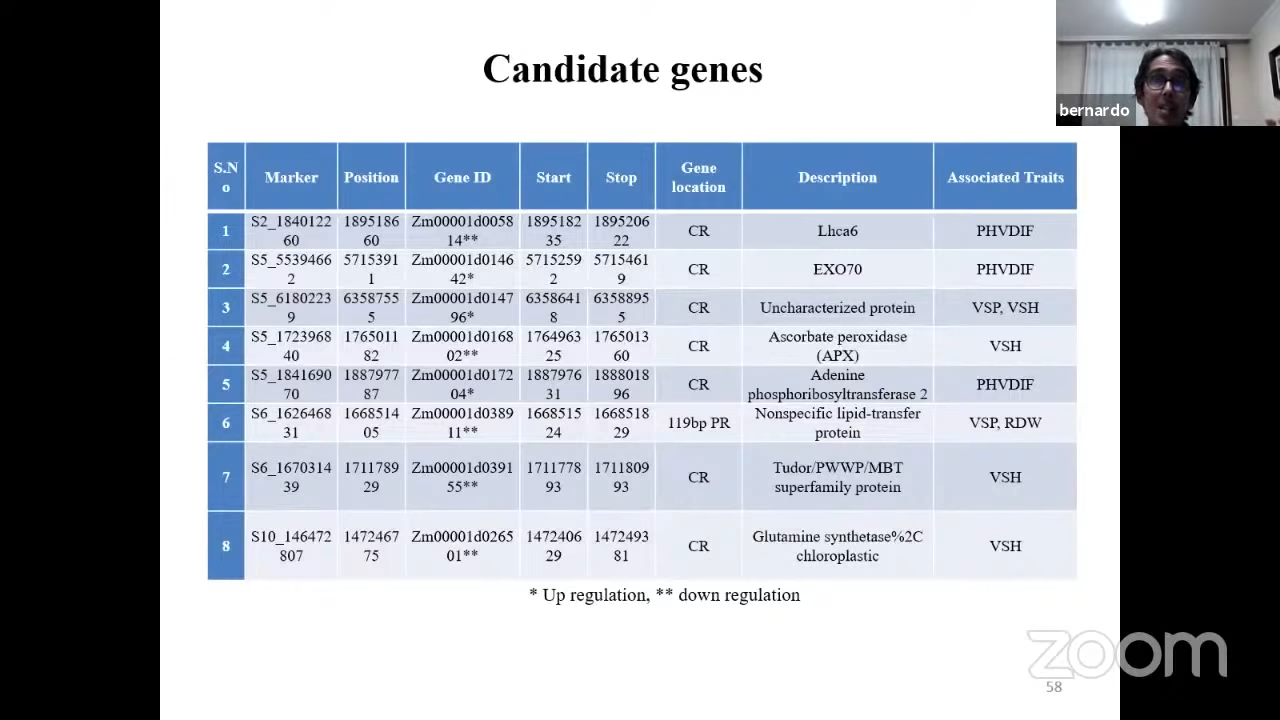 Candidate genes
bernardo
S.N
o
Marker
Position
Gene ID
Start
Stop
Gene
location
Description
Associated Traits
1
S2_1840122
60
1895186
60
Zm00001d0058
14**
1895182
35
1895206
22
CR
Lhca6
PHVDIF
2
S5_5539466
2
5715391
1
Zm00001d0146
42*
5715259
2
5715461
9
CR
EXO70
PHVDIF
3
S5_6180223
9
6358755
5
Zm00001d0147
96*
6358641
8
6358895
5
CR
Uncharacterized protein
VSP, VSH
4
S5_1723968
40
1765011
82
Zm00001d0168
02**
1764963
25
1765013
60
CR
Ascorbate peroxidase
(APX)
VSH
5
S5_1841690
70
1887977
87
Zm00001d0172
04*
1887976
31
1888018
96
CR
Adenine
phosphoribosyltransferase 2
PHVDIF
6
S6_1626468
31
1668514
05
Zm00001d0389
11**
1668515
24
1668518
29
119bp PR
Nonspecific lipid-transfer
protein
VSP, RDW
7
S6_1670314
39
1711789
29
Zm00001d0391
55**
1711778
93
1711809
93
CR
Tudor/PWWP/MBT
superfamily protein
VSH
8
S10_146472
807
1472467
75
Zm00001d0265
01**
1472406
29
1472493
81
CR
Glutamine synthetase%2C
chloroplastic
VSH
* Up regulation, ** down regulation
zoom
58